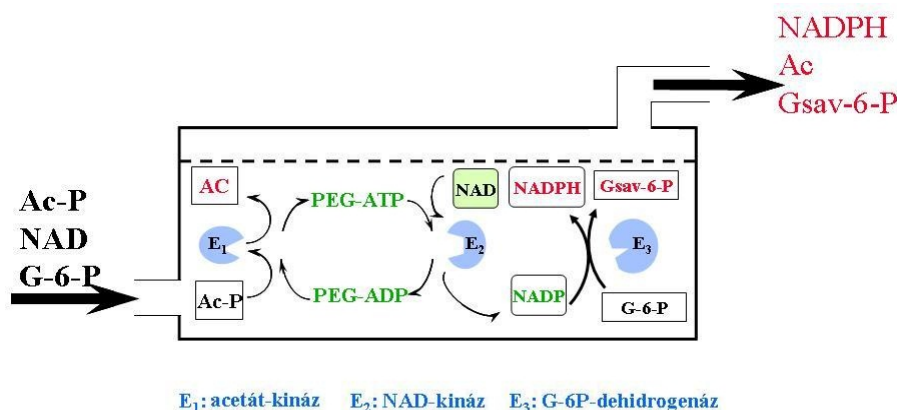 NADPH
Ac
Gsav-6-P
Ac-P
NAD
G-6-P
AC
PEG-ATP
NAD
NADPH
Gsav-6-P
E1
E2
E3
Ac-P
PEG-ADP
NADP
G-6-P
E1: acetát-kináz E2: NAD-kináz E3: G-6P-dehidrogenáz